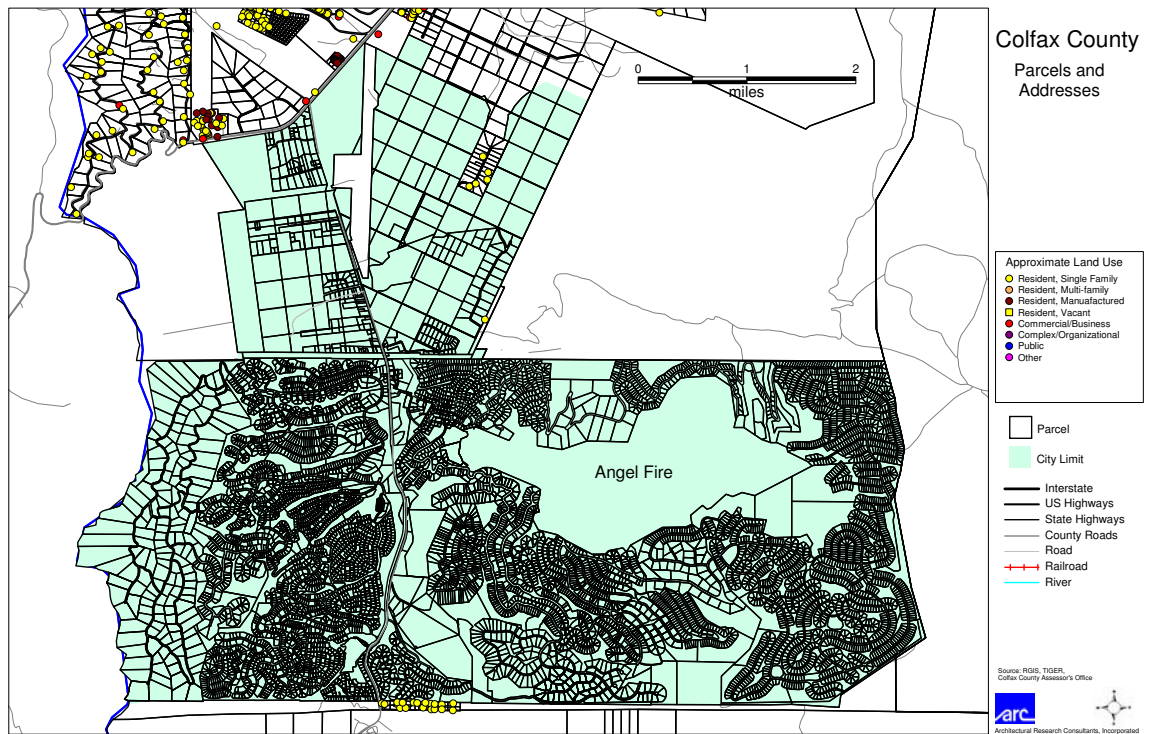 Colfax County
Parcels and
Addresses
0 1 2
miles
Approximate Land Use
Resident, Single Family
Resident, Multi-family
Resident, Manuafactured
Resident, Vacant
Commercial/Business
Complex/Organizational
Public
Other
Parcel
City Limit
Angel Fire
Interstate
US Highways
State Highways
County Roads
Road
Railroad
River
Source: RGIS, TIGER,
Colfax County Assessor's Office
arc
Architectural Research Consultants, Incorporated